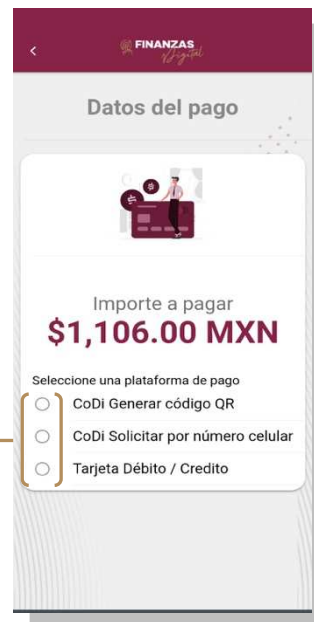 FINANZAS
Digital
Datos del pago
Importe a pagar
$1,106.00 MXN
Seleccione una plataforma de pago
CoDi Generar código QR
CoDi Solicitar por número celular
Tarjeta Débito / Credito